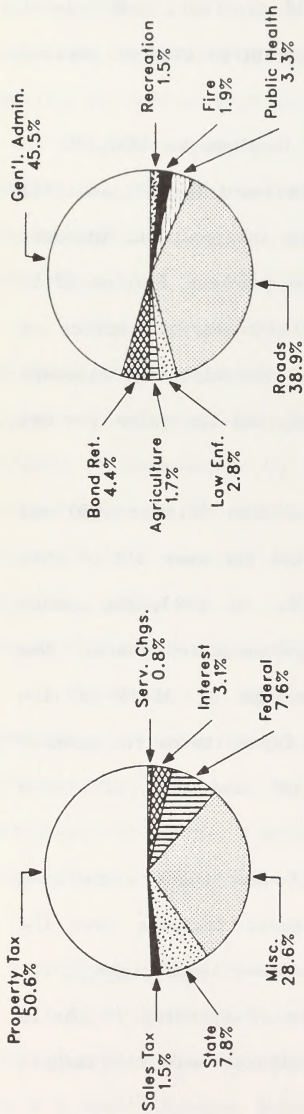 Property Tax
50.6%
Sales Tax
1.5%
State
7.8%
Misc.
28.6%
Serv. Chgs.
0.8%
Interest
3.1%
Federal
7.6%
Gen'l. Admin.
45.5%
Bond Ret.
4.4%
Agriculture
1.7%
Law Enf.
2.8%
Roads
38.9%
Recreation
1.5%
Fire
1.9%
Public Health
3.3%